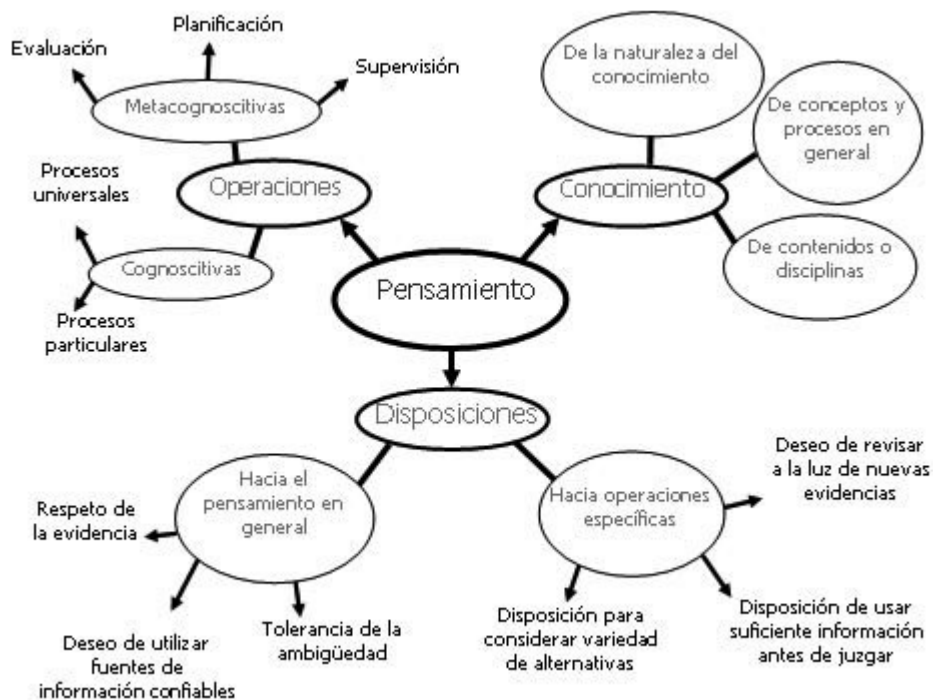 Planificación
Evaluación
Supervisión
Metacognoscitivas
Operaciones
Procesos
universales
Cognoscitivas
Procesos
particulares
De la naturaleza del
conocimiento
De conceptos y
procesos en
general
Conocimiento
De contenidos o
disciplinas
Pensamiento
Disposiciones
Hacia el
pensamiento en
general
Respeto de
la evidencia
Deseo de utilizar
fuentes de
información confiables
Tolerancia de la
ambigüedad
Hacia operaciones
específicas
Deseo de revisar
a la luz de nuevas
evidencias
Disposición para
considerar variedad
de alternativas
Disposición de usar
suficiente información
antes de juzgar